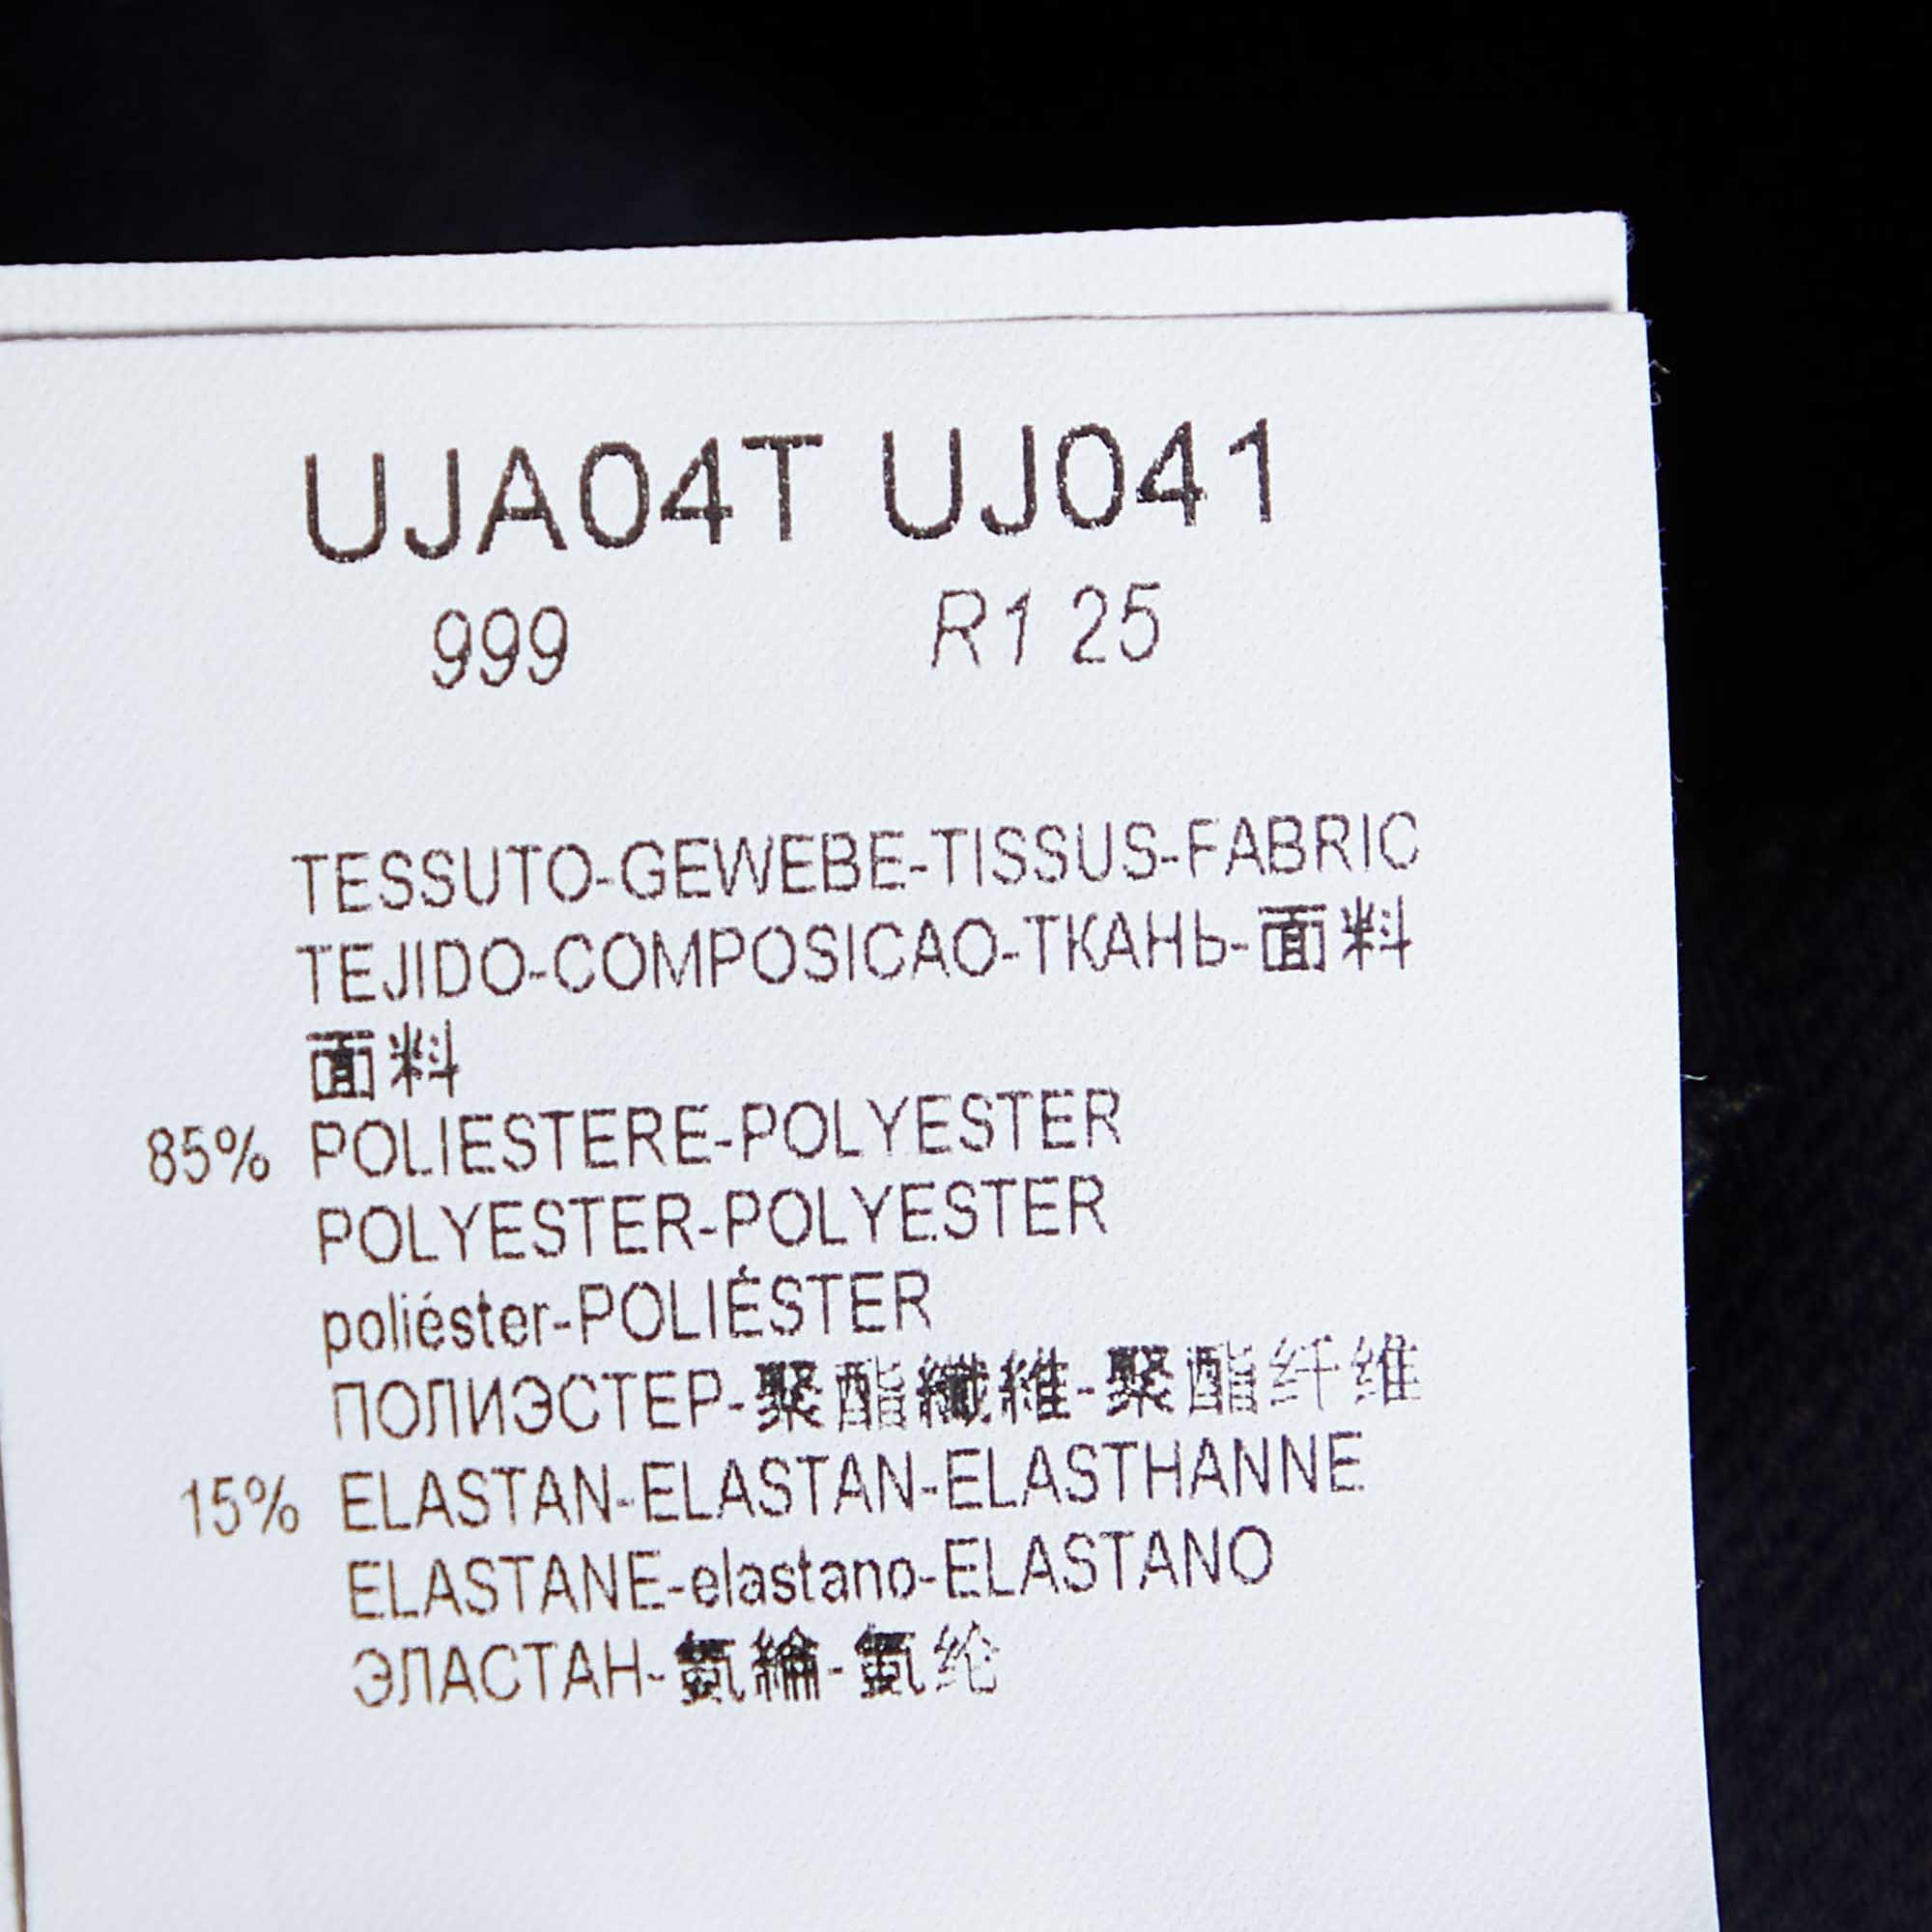 UJA04T UJ041
999 R1 25
TESSUTO-GEWEBE-TISSUS-FABRIC
TEJIDO-COMPOSICAO-ТКАНЬ-面料
面料
85% POLIESTERE-POLYESTER
POLYESTER-POLYESTER
poliéster-POLIÉSTER
ПОЛИЭСТЕР-聚酯纖維-聚酯纤维
15% ELASTAN-ELASTAN-ELASTHANNE
ELASTANE-elastano-ELASTANO
ЭЛАСТАН-氨綸-氨纶